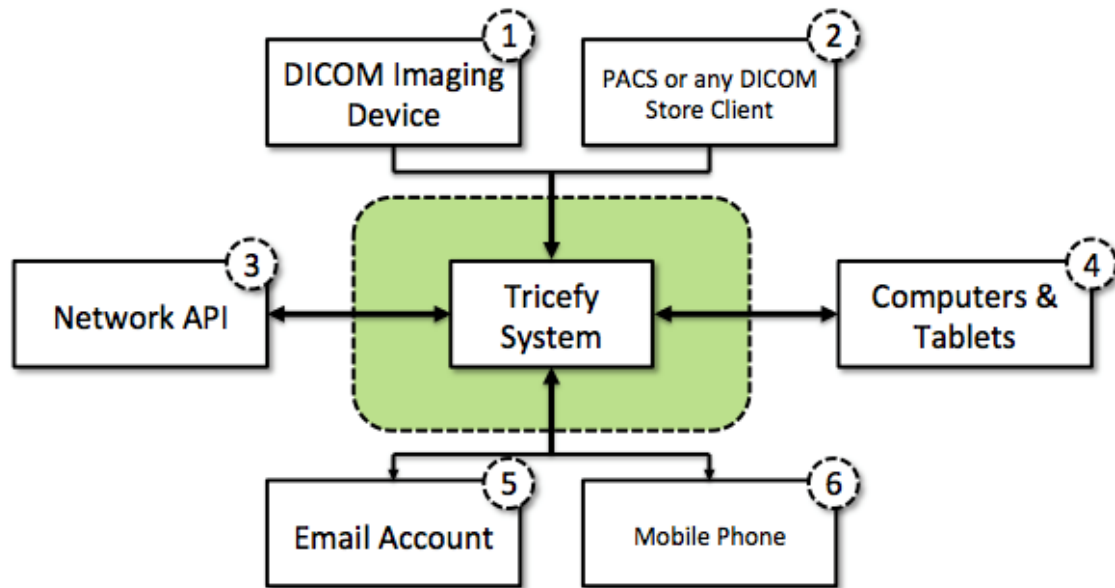 1
DICOM Imaging
Device
2
PACS or any DICOM
Store Client
3
Network API
Tricefy
System
4
Computers &
Tablets
5
Email Account
6
Mobile Phone